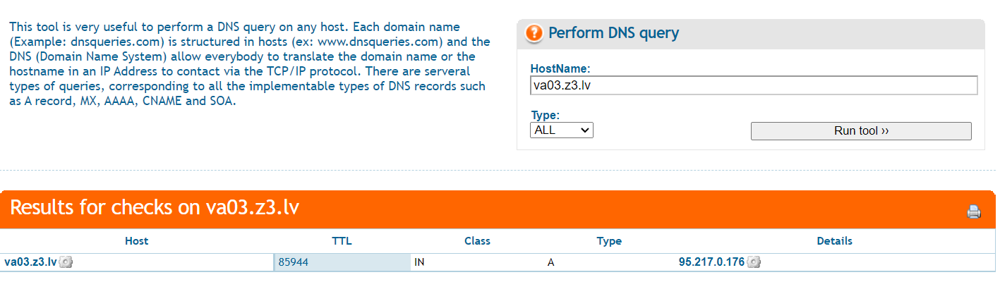 This tool is very useful to perform a DNS query on any host. Each domain name
(Example: dnsqueries.com) is structured in hosts (ex: www.dnsqueries.com) and the
DNS (Domain Name System) allow everybody to translate the domain name or the
hostname in an IP Address to contact via the TCP/IP protocol. There are serveral
types of queries, corresponding to all the implementable types of DNS records such
as A record, MX, AAAA, CNAME and SOA.
? Perform DNS query
HostName:
va03.z3.lv
Type:
ALL
Run tool ››
Results for checks on va03.z3.lv
Host TTL Class Type Details
va03.z3.lv 85944 IN A 95.217.0.176